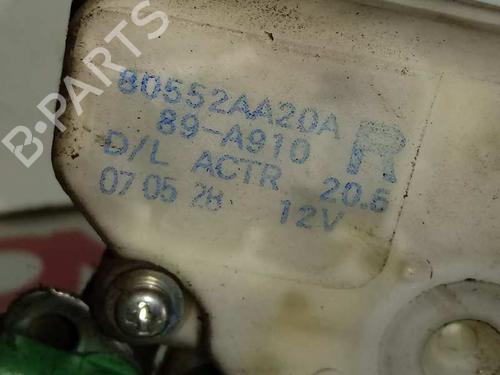 B-PARTS
80552AA20A
89-A910 R
D/L ACTR 20.6
07 05 28 12V